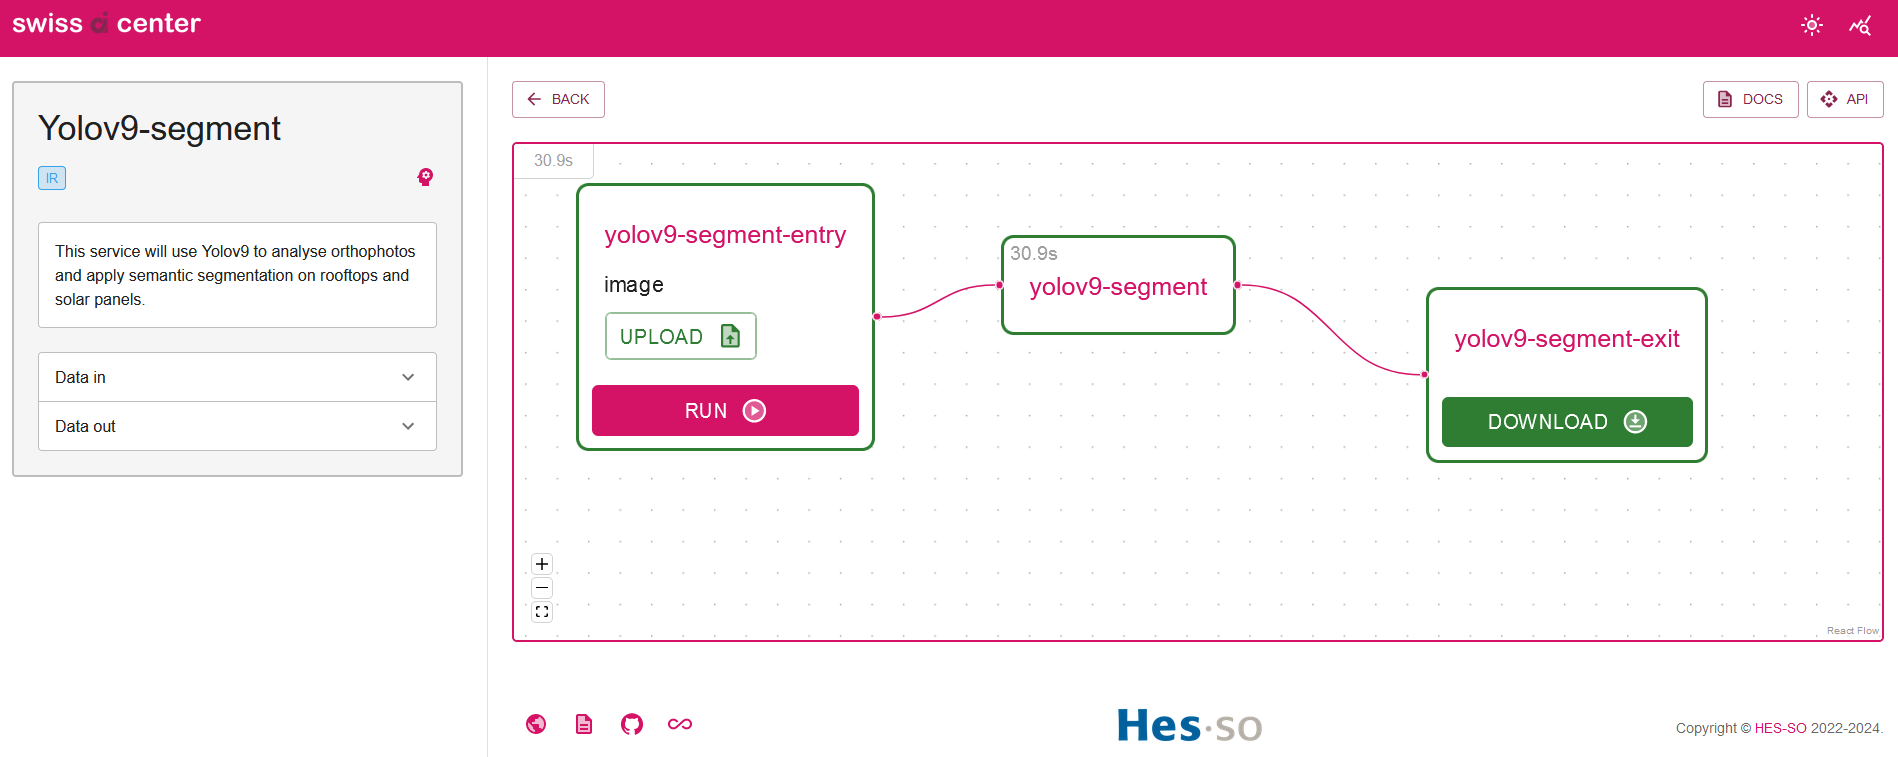 swiss ai center
Yolov9-segment
IR
This service will use Yolov9 to analyse orthophotos
and apply semantic segmentation on rooftops and
solar panels.
Data in
Data out
BACK
DOCS
API
30.9s
yolov9-segment-entry
image
UPLOAD
RUN
30.9s
yolov9-segment
yolov9-segment-exit
DOWNLOAD
React Flow
Hes·so
Copyright © HES-SO 2022-2024.